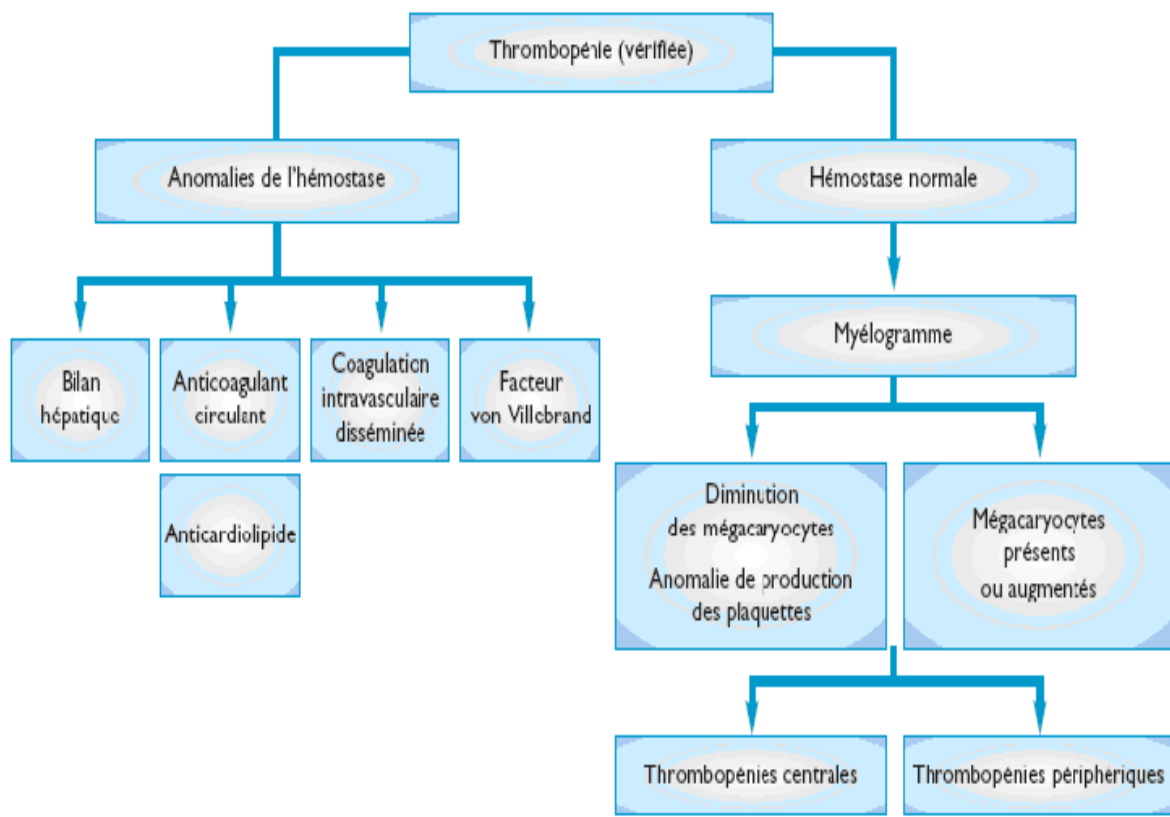 Thrombopénie (vérifiée)
Anomalies de l'hémostase
Hémostase normale
Myélogramme
Bilan
hépatique
Anticoagulant
circulant
Coagulation
intravasculaire
disséminée
Facteur
von Villebrand
Anticardiolipide
Diminution
des mégacaryocytes
Anomalie de production
des plaquettes
Mégacaryocytes
présents
ou augmentés
Thrombopénies centrales
Thrombopénies périphériques